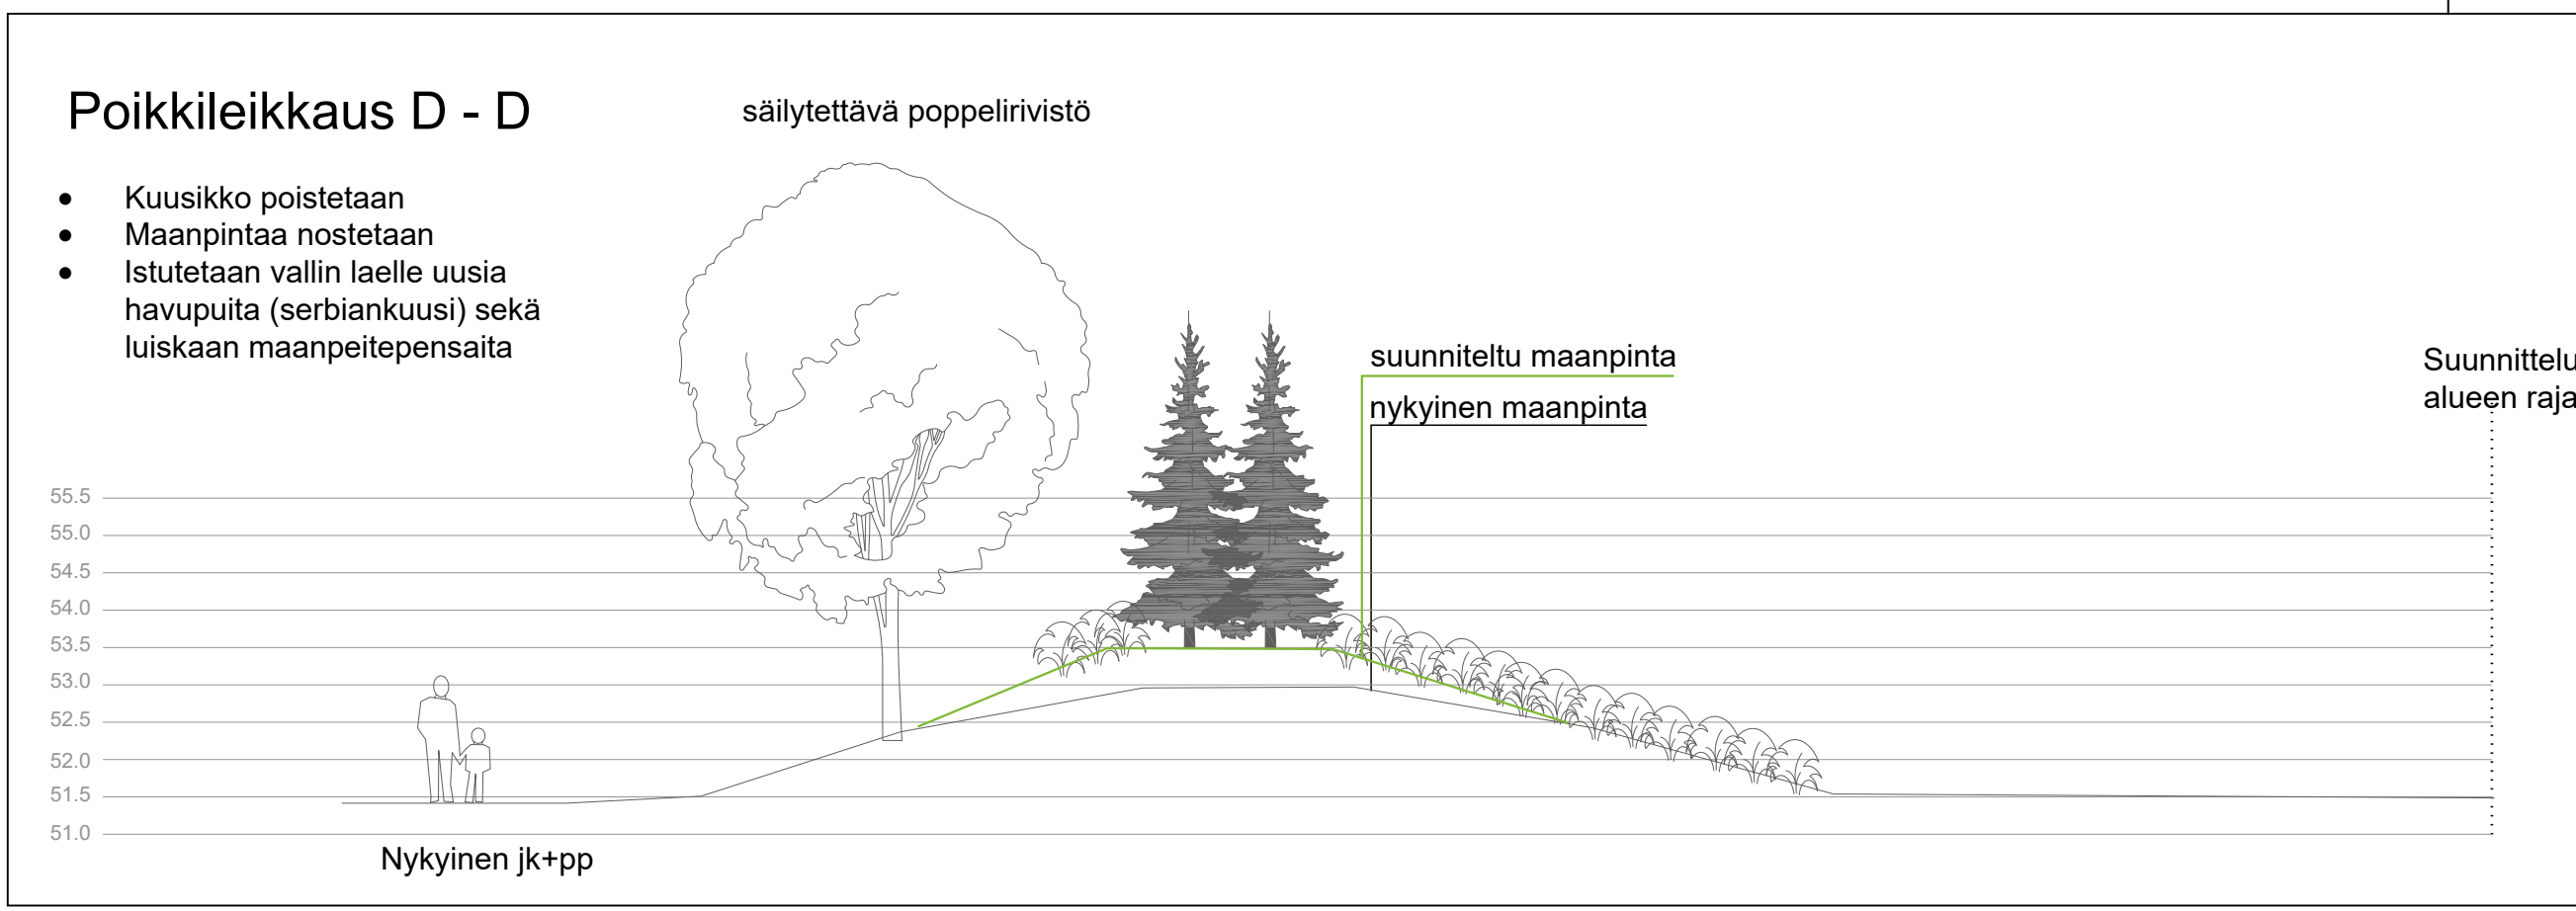 Poikkileikkaus D - D
säilytettävä poppelirivistö
• Kuusikko poistetaan
• Maanpintaa nostetaan
• Istutetaan vallin laelle uusia
havupuita (serbiankuusi) sekä
luiskaan maanpeitepensaita
suunniteltu maanpinta
nykyinen maanpinta
Suunnittelu
alueen raja
55.5
55.0
54.5
54.0
53.5
53.0
52.5
52.0
51.5
51.0
Nykyinen jk+pp